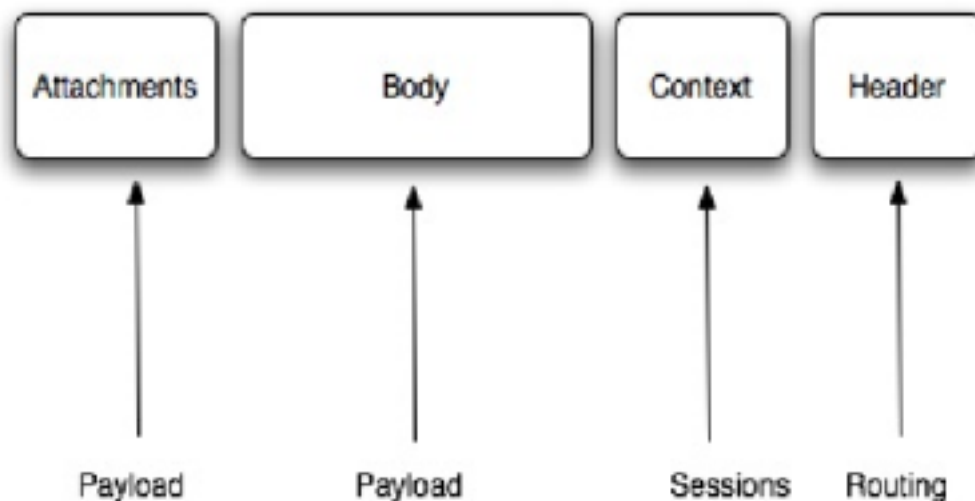 Attachments
Body
Context
Header
Payload
Payload
Sessions
Routing